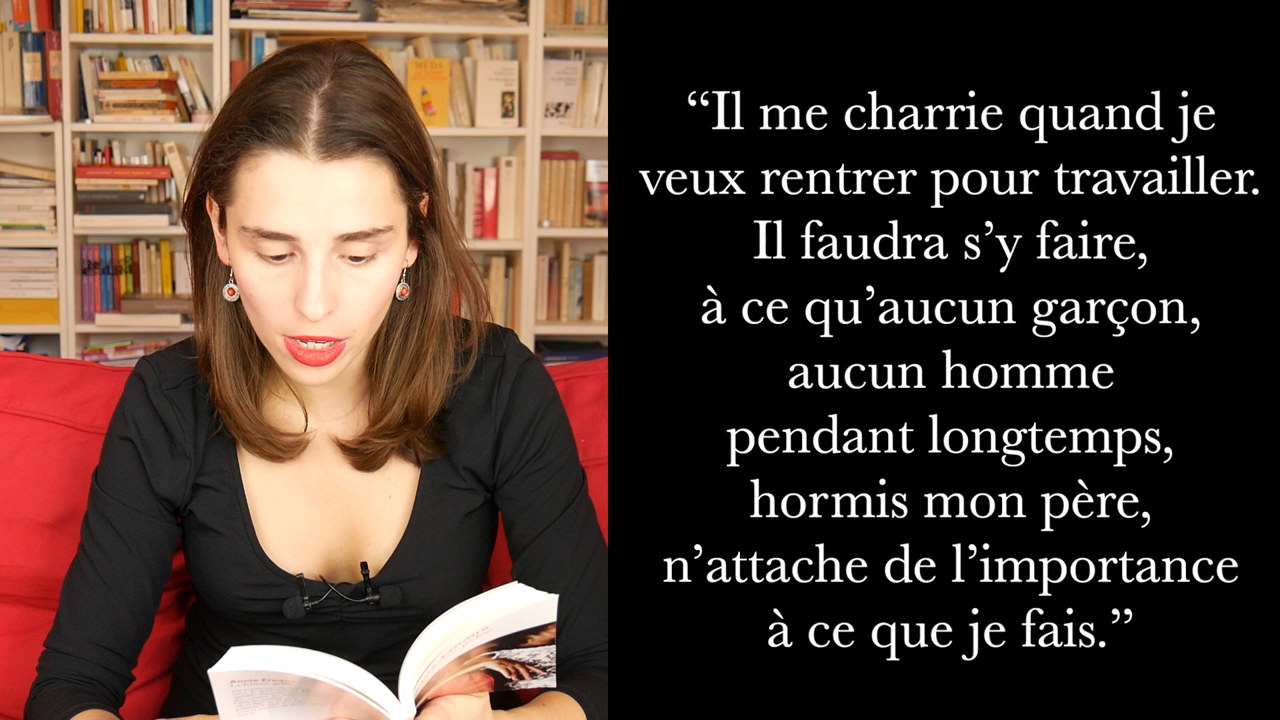 MEDA
“Il me charrie quand je
veux rentrer pour travailler.
Il faudra s’y faire,
à ce qu’aucun garçon,
aucun homme
pendant longtemps,
hormis mon père,
n’attache de l’importance
à ce que je fais.”